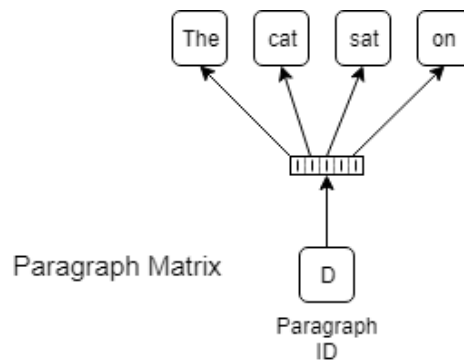 The cat sat on
Paragraph Matrix
D
Paragraph
ID